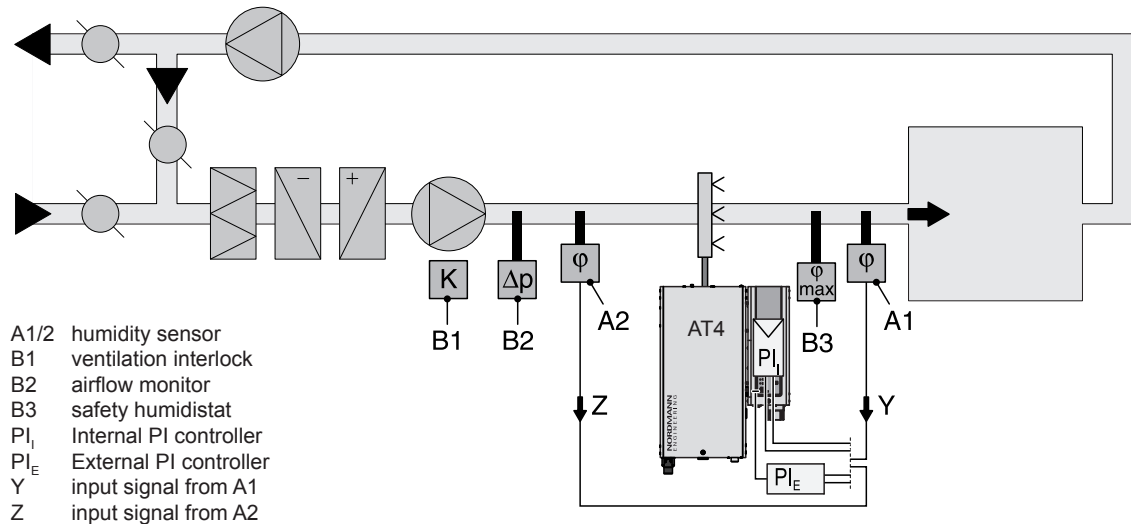 − +
K
Δp
φ
φ
max
φ
B1
B2
A2
AT4
PI_I
B3
A1
NORDMANN
ENGINEERING
Z
Y
PI_E
A1/2 humidity sensor
B1 ventilation interlock
B2 airflow monitor
B3 safety humidistat
PI_I Internal PI controller
PI_E External PI controller
Y input signal from A1
Z input signal from A2